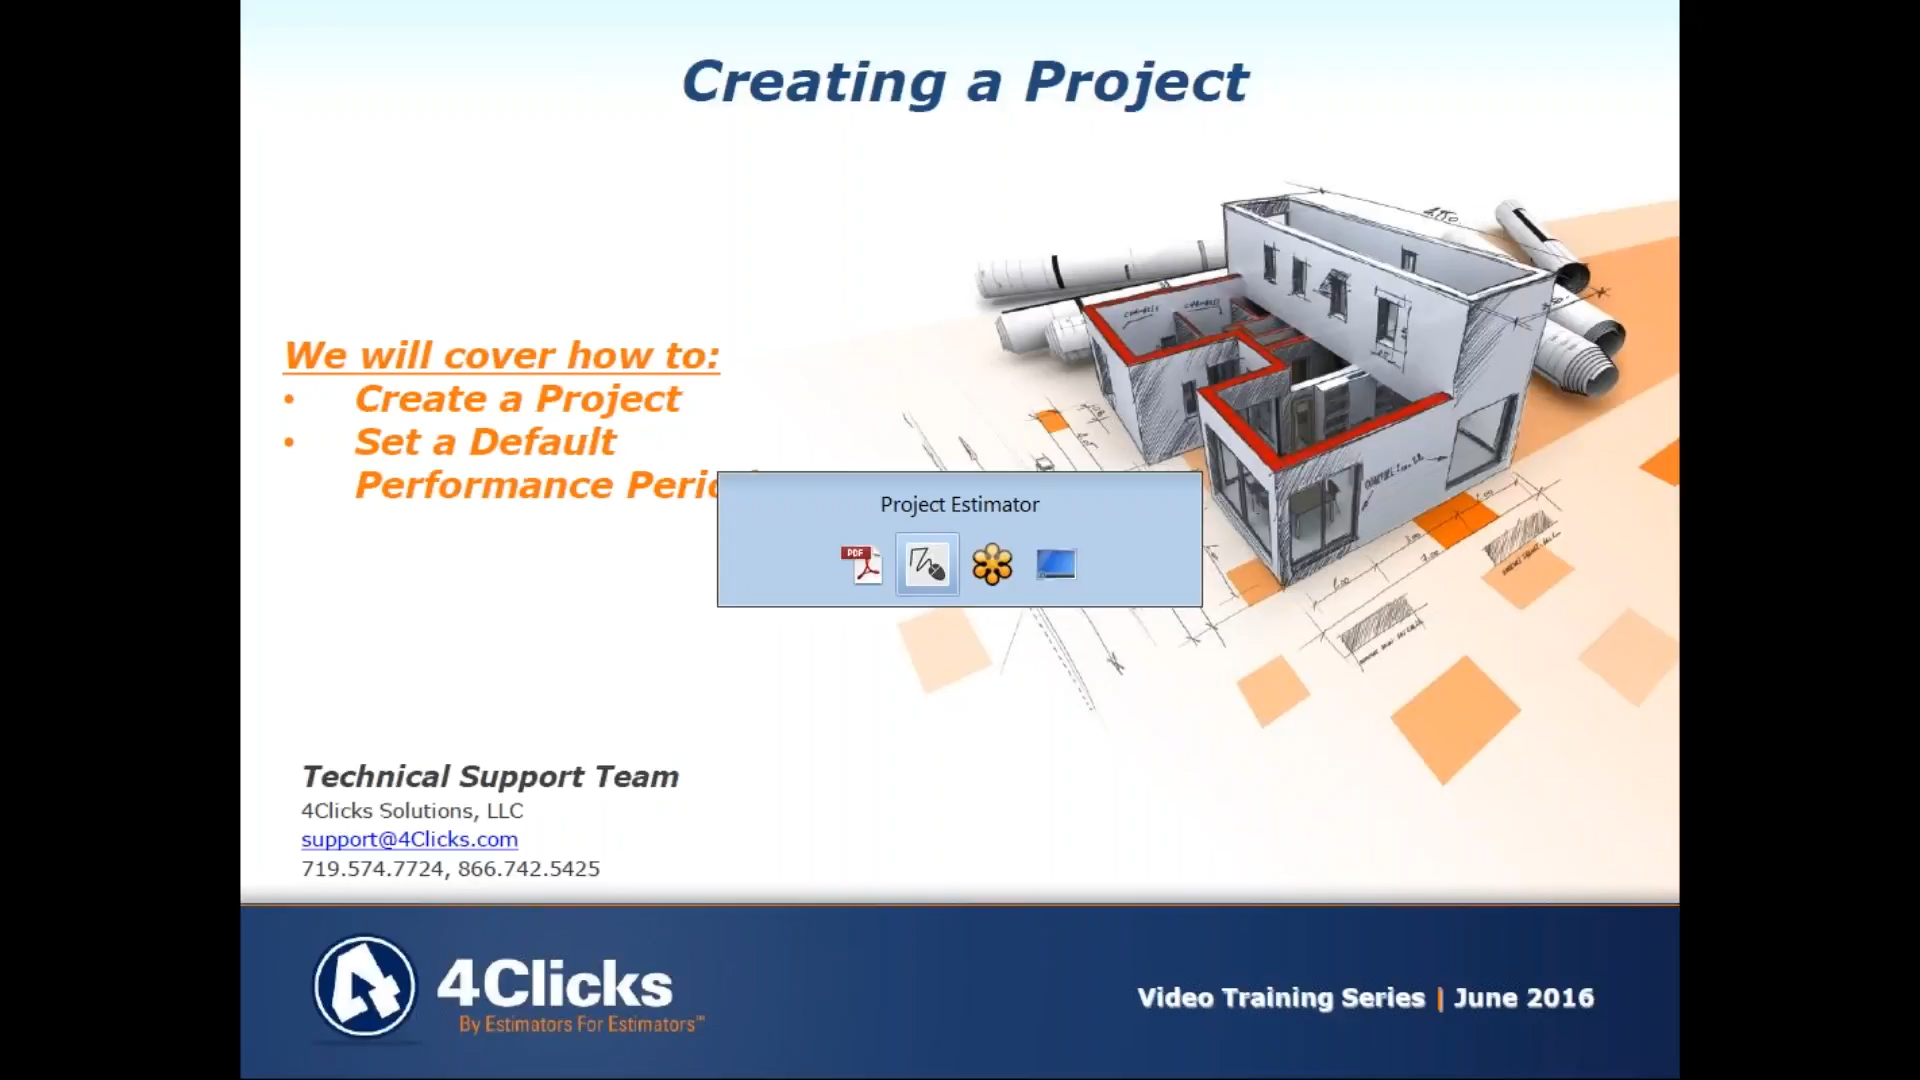 Creating a Project
We will cover how to:
• Create a Project
• Set a Default
Performance
Project Estimator
PDF
Technical Support Team
4Clicks Solutions, LLC
support@4Clicks.com
719.574.7724, 866.742.5425
4Clicks
By Estimators For Estimators™
Video Training Series | June 2016